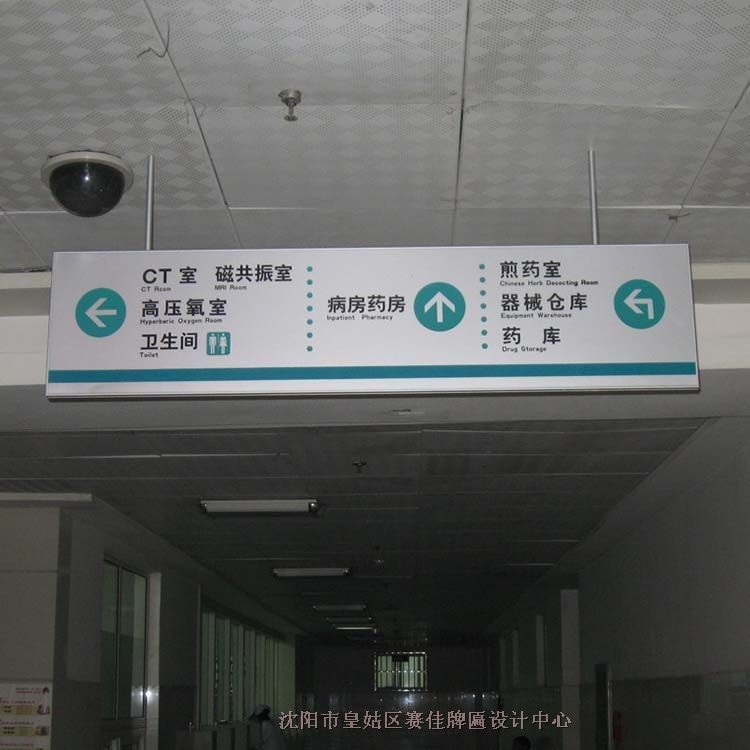 CT 室 磁共振室
CT Room MRI Room
高压氧室
Hyperbaric Oxygen Room
卫生间
Toilet
病房药房
Inpatient Pharmacy
煎药室
Chinese Herb Decocting Room
器械仓库
Equipment Warehouse
药 库
Drug Storage
沈阳市皇姑区赛佳牌匾设计中心